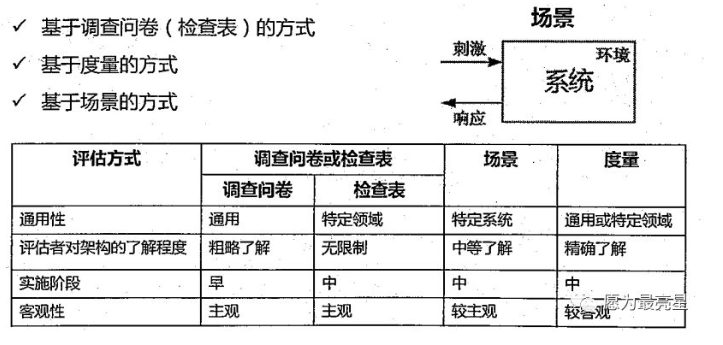 ✓ 基于调查问卷（检查表）的方式
✓ 基于度量的方式
✓ 基于场景的方式
场景
刺激
环境
系统
响应
评估方式 调查问卷或检查表 场景 度量
调查问卷 检查表
通用性 通用 特定领域 特定系统 通用或特定领域
评估者对架构的了解程度 粗略了解 无限制 中等了解 精确了解
实施阶段 早 中 中 中
客观性 主观 主观 较主观 较客观
愿为最亮星